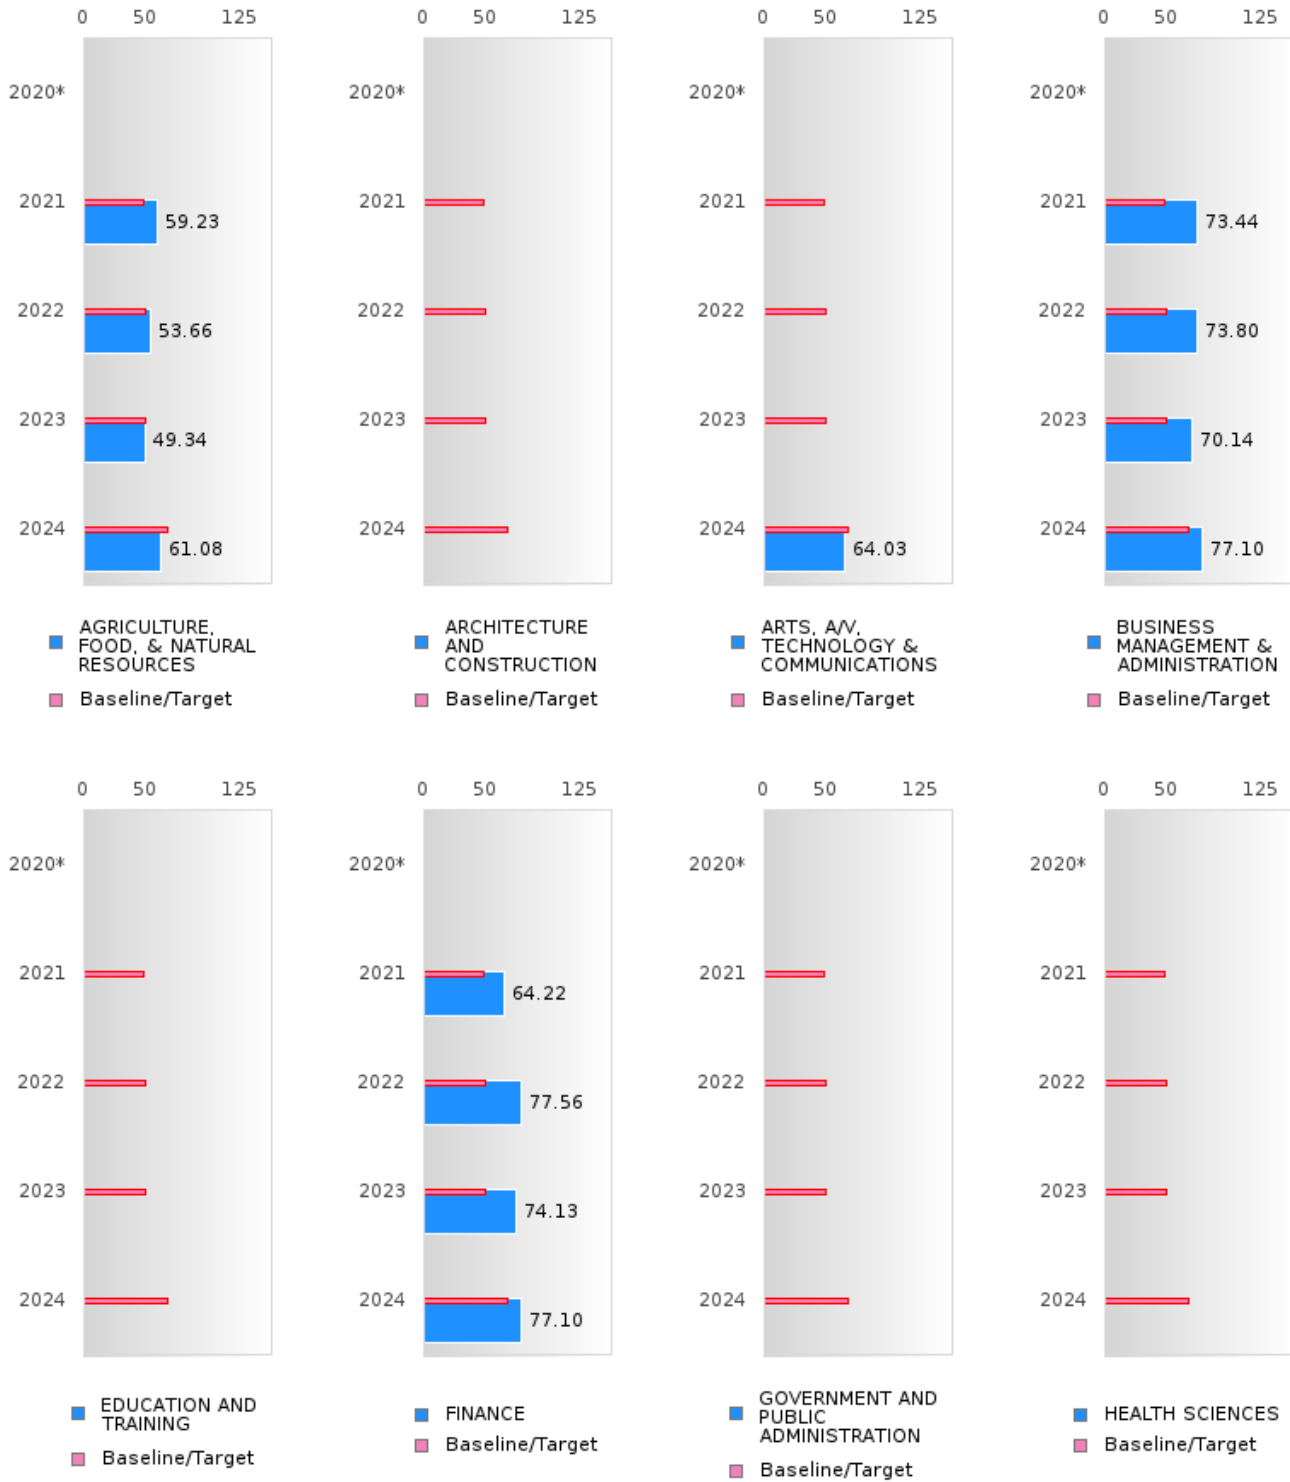 0 50 125
2020*
2021 59.23
2022 53.66
2023 49.34
2024 61.08
AGRICULTURE,
FOOD, & NATURAL
RESOURCES
Baseline/Target
0 50 125
2020*
2021
2022
2023
2024
ARCHITECTURE
AND
CONSTRUCTION
Baseline/Target
0 50 125
2020*
2021
2022
2023
2024 64.03
ARTS, A/V,
TECHNOLOGY &
COMMUNICATIONS
Baseline/Target
0 50 125
2020*
2021 73.44
2022 73.80
2023 70.14
2024 77.10
BUSINESS
MANAGEMENT &
ADMINISTRATION
Baseline/Target
0 50 125
2020*
2021
2022
2023
2024
EDUCATION AND
TRAINING
Baseline/Target
0 50 125
2020*
2021 64.22
2022 77.56
2023 74.13
2024 77.10
FINANCE
Baseline/Target
0 50 125
2020*
2021
2022
2023
2024
GOVERNMENT AND
PUBLIC
ADMINISTRATION
Baseline/Target
0 50 125
2020*
2021
2022
2023
2024
HEALTH SCIENCES
Baseline/Target